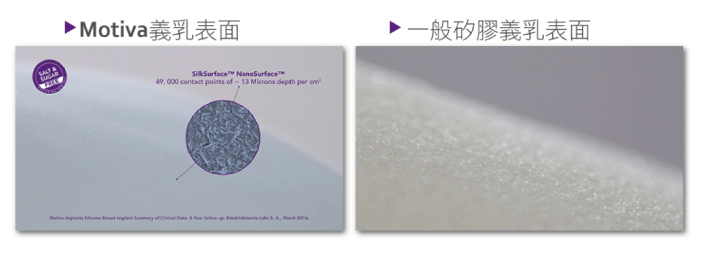 Motiva義乳表面
一般矽膠義乳表面
SALT &
SUGAR
FREE
SilkSurface™ NanoSurface™
49, 000 contact points of ~ 13 Microns depth per cm²
Motiva Implants Silicone Breast Implant Summary of Clinical Data. 5-Year follow up. Establishments Labs S. A., March 2016.